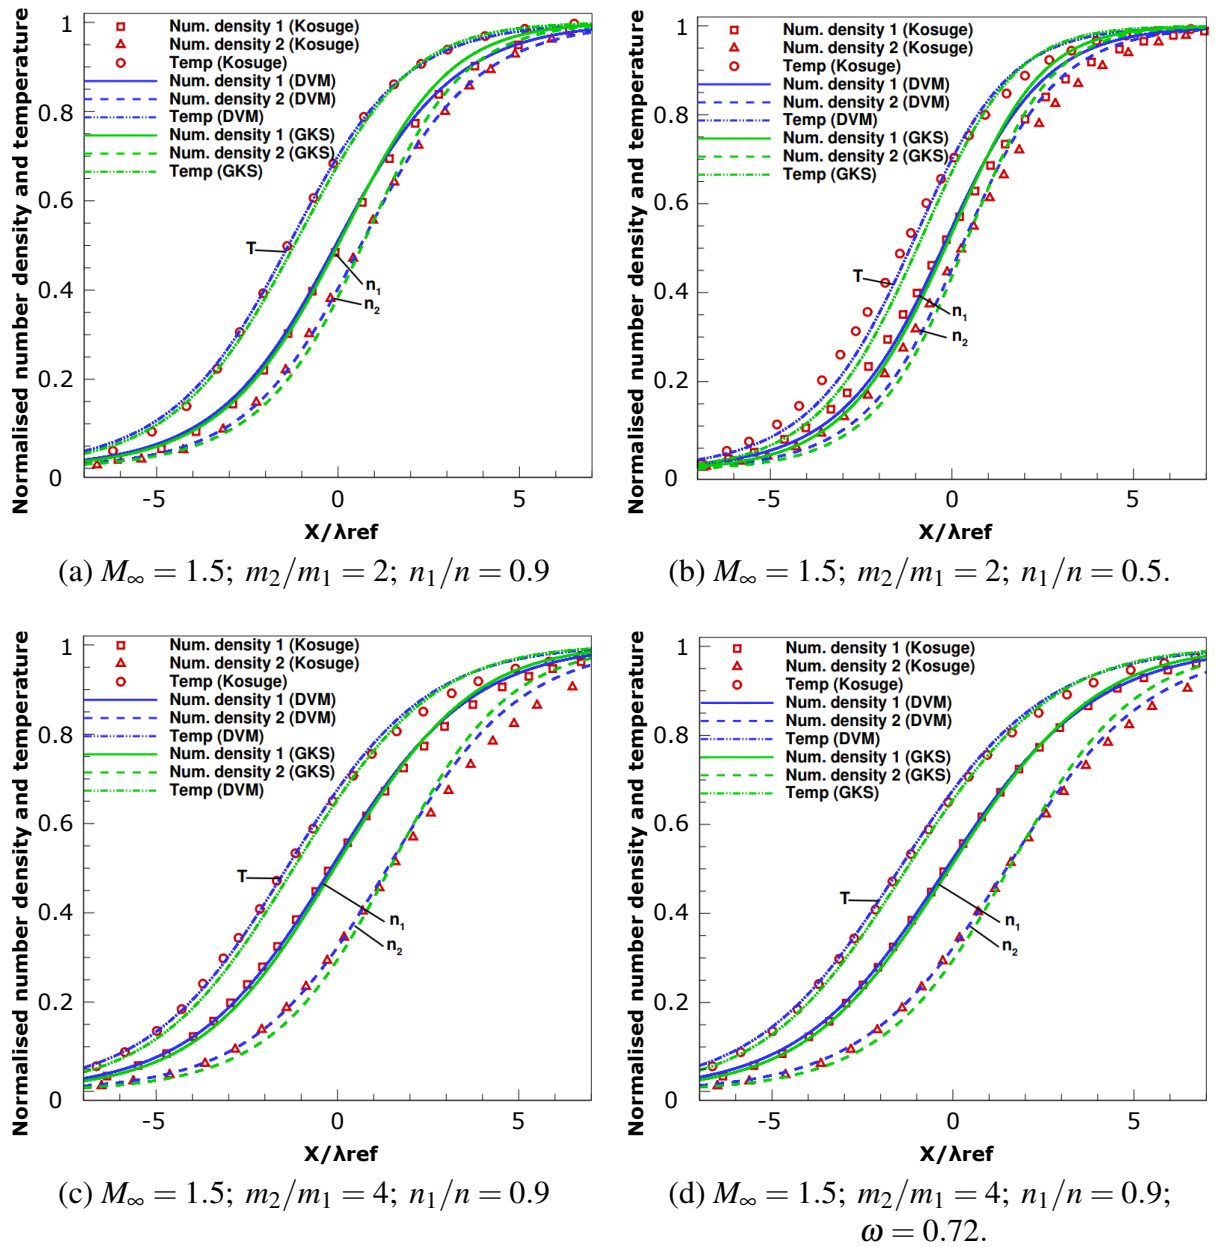 Normalised number density and temperature
1
0.8
0.6
0.4
0.2
0
Num. density 1 (Kosuge)
Num. density 2 (Kosuge)
Temp (Kosuge)
Num. density 1 (DVM)
Num. density 2 (DVM)
Temp (DVM)
Num. density 1 (GKS)
Num. density 2 (GKS)
Temp (GKS)
T
n1
n2
-5 0 5
X/λref
(a) M∞ = 1.5; m2/m1 = 2; n1/n = 0.9
Normalised number density and temperature
1
0.8
0.6
0.4
0.2
0
Num. density 1 (Kosuge)
Num. density 2 (Kosuge)
Temp (Kosuge)
Num. density 1 (DVM)
Num. density 2 (DVM)
Temp (DVM)
Num. density 1 (GKS)
Num. density 2 (GKS)
Temp (GKS)
T
n1
n2
-5 0 5
X/λref
(b) M∞ = 1.5; m2/m1 = 2; n1/n = 0.5.
Normalised number density and temperature
1
0.8
0.6
0.4
0.2
0
Num. density 1 (Kosuge)
Num. density 2 (Kosuge)
Temp (Kosuge)
Num. density 1 (DVM)
Num. density 2 (DVM)
Temp (DVM)
Num. density 1 (GKS)
Num. density 2 (GKS)
Temp (DVM)
T
n1
n2
-5 0 5
X/λref
(c) M∞ = 1.5; m2/m1 = 4; n1/n = 0.9
Normalised number density and temperature
1
0.8
0.6
0.4
0.2
0
Num. density 1 (Kosuge)
Num. density 2 (Kosuge)
Temp (Kosuge)
Num. density 1 (DVM)
Num. density 2 (DVM)
Temp (DVM)
Num. density 1 (GKS)
Num. density 2 (GKS)
Temp (GKS)
T
n1
n2
-5 0 5
X/λref
(d) M∞ = 1.5; m2/m1 = 4; n1/n = 0.9;
ω = 0.72.